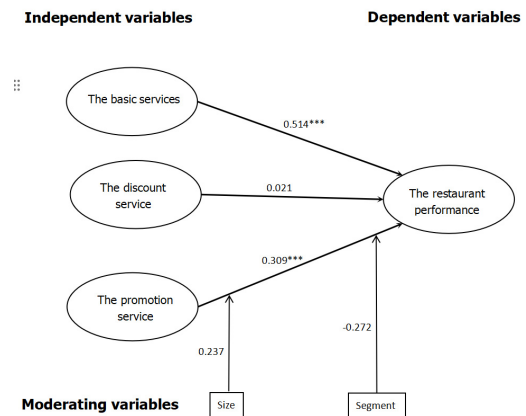 Independent variables
Dependent variables
The basic services
0.514***
The discount
service
0.021
The restaurant
performance
The promotion
service
0.309***
0.237
-0.272
Moderating variables
Size
Segment